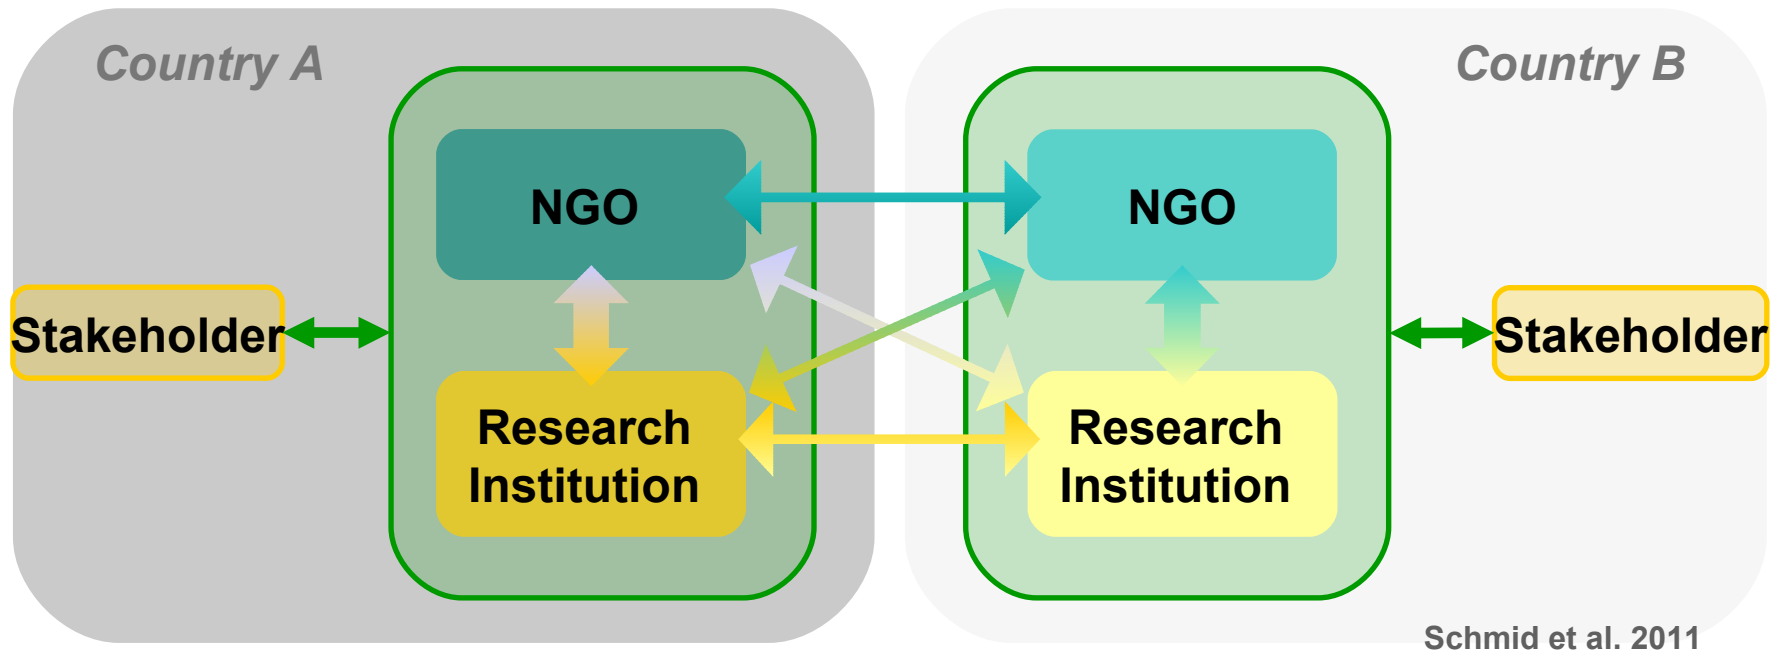 Country A
Country B
NGO
NGO
Stakeholder
Stakeholder
Research
Institution
Research
Institution
Schmid et al. 2011